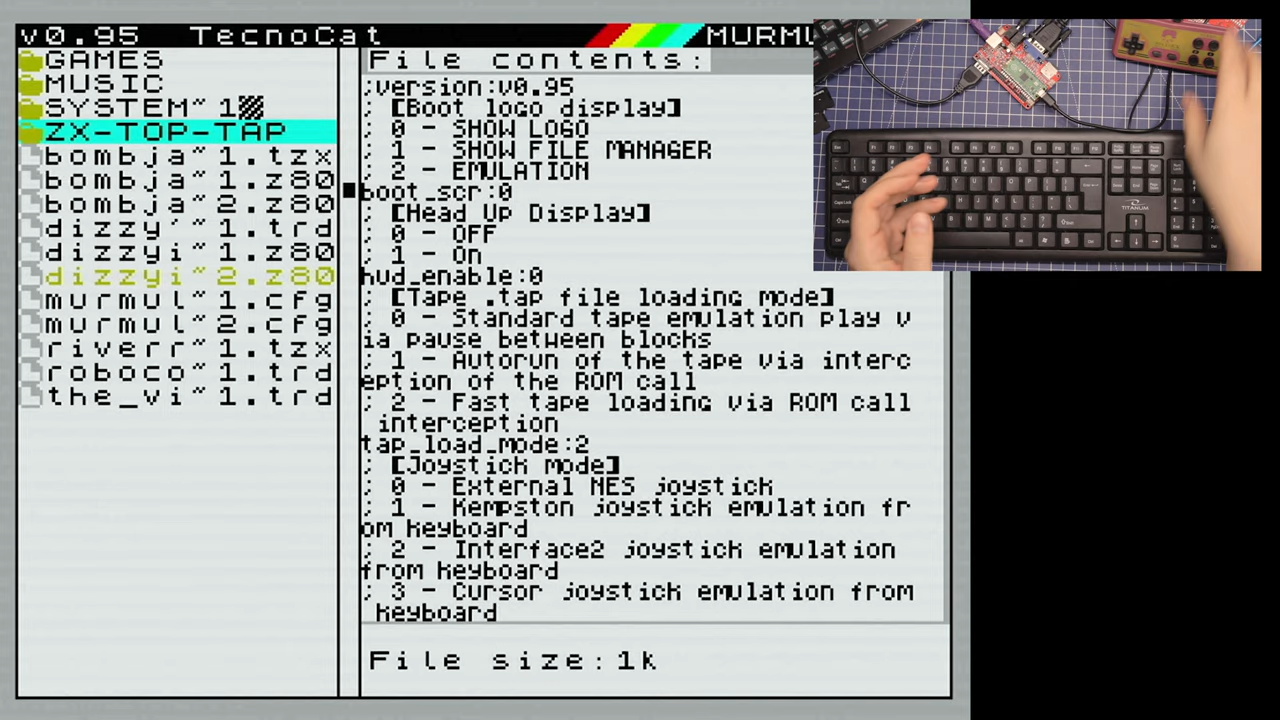 v0.95 TecnoCat
MURMU
GAMES
MUSIC
SYSTEM~1
ZX-TOP-TAP
bombja~1.tzx
bombja~1.z80
bombja~2.z80
dizzy~1.trd
dizzyi~1.z80
dizzyi~2.z80
murmul~1.cfg
murmul~2.cfg
riverr~1.tzx
roboco~1.trd
the_vi~1.trd
File contents:
;version:v0.95
; [Boot logo display]
; 0 - SHOW LOGO
; 1 - SHOW FILE MANAGER
; 2 - EMULATION
boot_scr:0
; [Head Up Display]
; 0 - OFF
; 1 - On
hud_enable:0
; [Tape .tap file loading mode]
; 0 - Standard tape emulation play v
ia pause between blocks
; 1 - Autorun of the tape via interc
eption of the ROM call
; 2 - Fast tape loading via ROM call
interception
tap_load_mode:2
; [Joystick mode]
; 0 - External NES joystick
; 1 - Kempston joystick emulation fr
om keyboard
; 2 - Interface2 joystick emulation
from keyboard
; 3 - Cursor joystick emulation from
keyboard
File size:1k
TITANUM